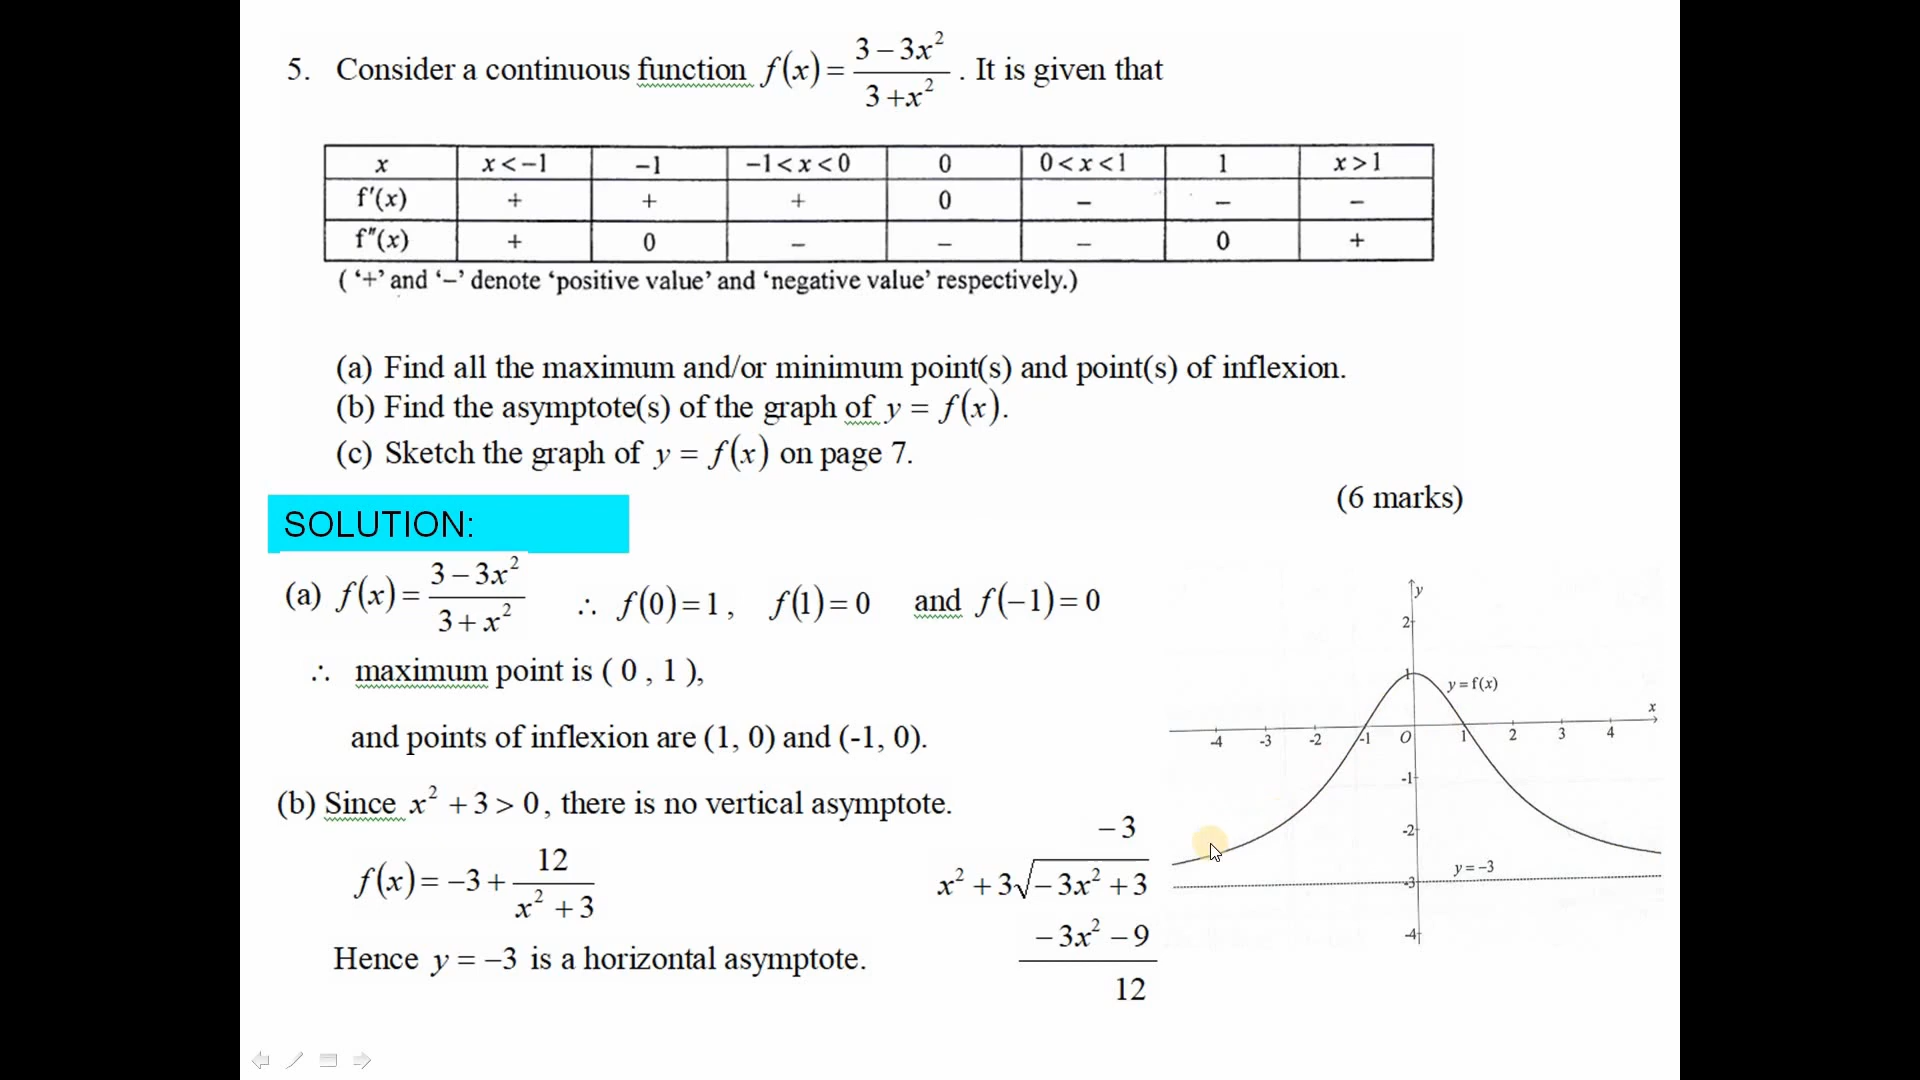 5. Consider a continuous function f(x) = (3 − 3x²)/(3 + x²) . It is given that
x | x < −1 | −1 | −1 < x < 0 | 0 | 0 < x < 1 | 1 | x > 1
f′(x) | + | + | + | 0 | − | − | −
f″(x) | + | 0 | − | − | − | 0 | +
( ‘+’ and ‘−’ denote ‘positive value’ and ‘negative value’ respectively.)
(a) Find all the maximum and/or minimum point(s) and point(s) of inflexion.
(b) Find the asymptote(s) of the graph of y = f(x).
(c) Sketch the graph of y = f(x) on page 7.
(6 marks)
SOLUTION:
(a) f(x) = (3 − 3x²)/(3 + x²) ∴ f(0) = 1 , f(1) = 0 and f(−1) = 0
∴ maximum point is ( 0 , 1 ),
and points of inflexion are (1, 0) and (-1, 0).
(b) Since x² + 3 > 0 , there is no vertical asymptote.
f(x) = −3 + 12/(x² + 3)
Hence y = −3 is a horizontal asymptote.
−3
x² + 3 √ −3x² + 3
−3x² − 9
12
y
2
1
y = f(x)
x
-4 -3 -2 -1 O 1 2 3 4
-1
-2
y = −3
-3
-4